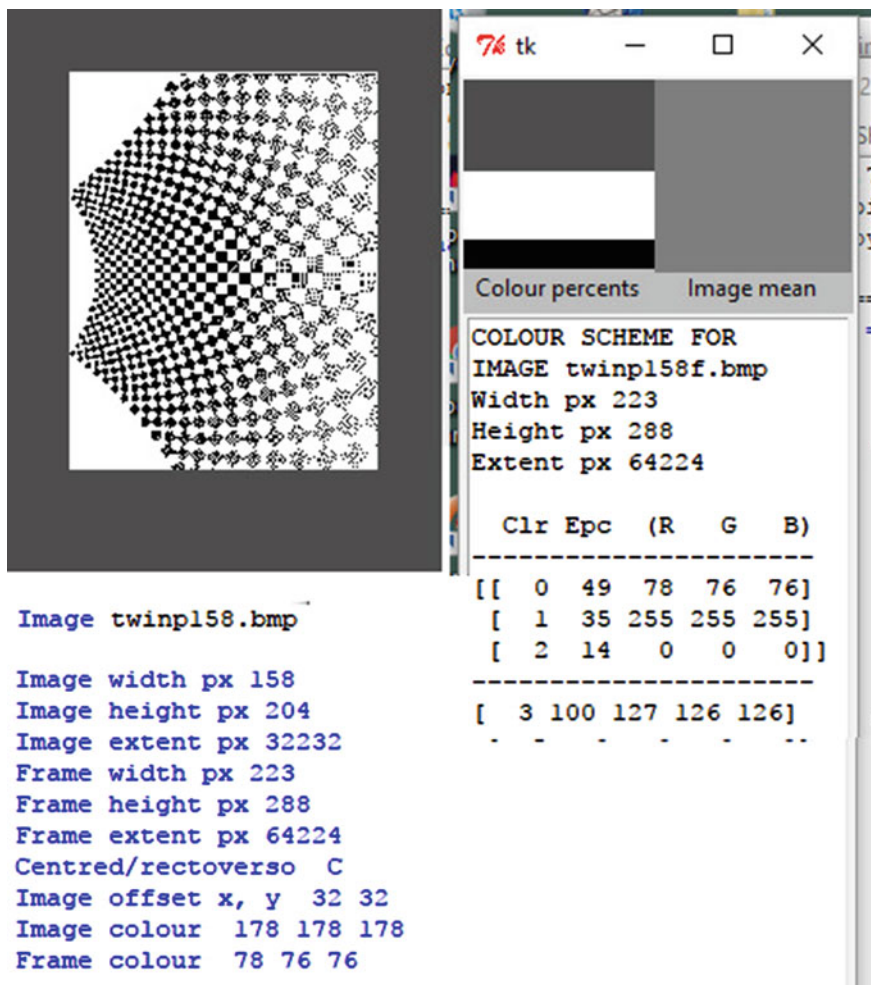 tk
Colour percents Image mean
COLOUR SCHEME FOR
IMAGE twinp158f.bmp
Width px 223
Height px 288
Extent px 64224
Clr Epc (R G B)
----------------------
[[ 0 49 78 76 76]
[ 1 35 255 255 255]
[ 2 14 0 0 0]]
----------------------
[ 3 100 127 126 126]
Image twinp158.bmp
Image width px 158
Image height px 204
Image extent px 32232
Frame width px 223
Frame height px 288
Frame extent px 64224
Centred/rectoverso C
Image offset x, y 32 32
Image colour 178 178 178
Frame colour 78 76 76